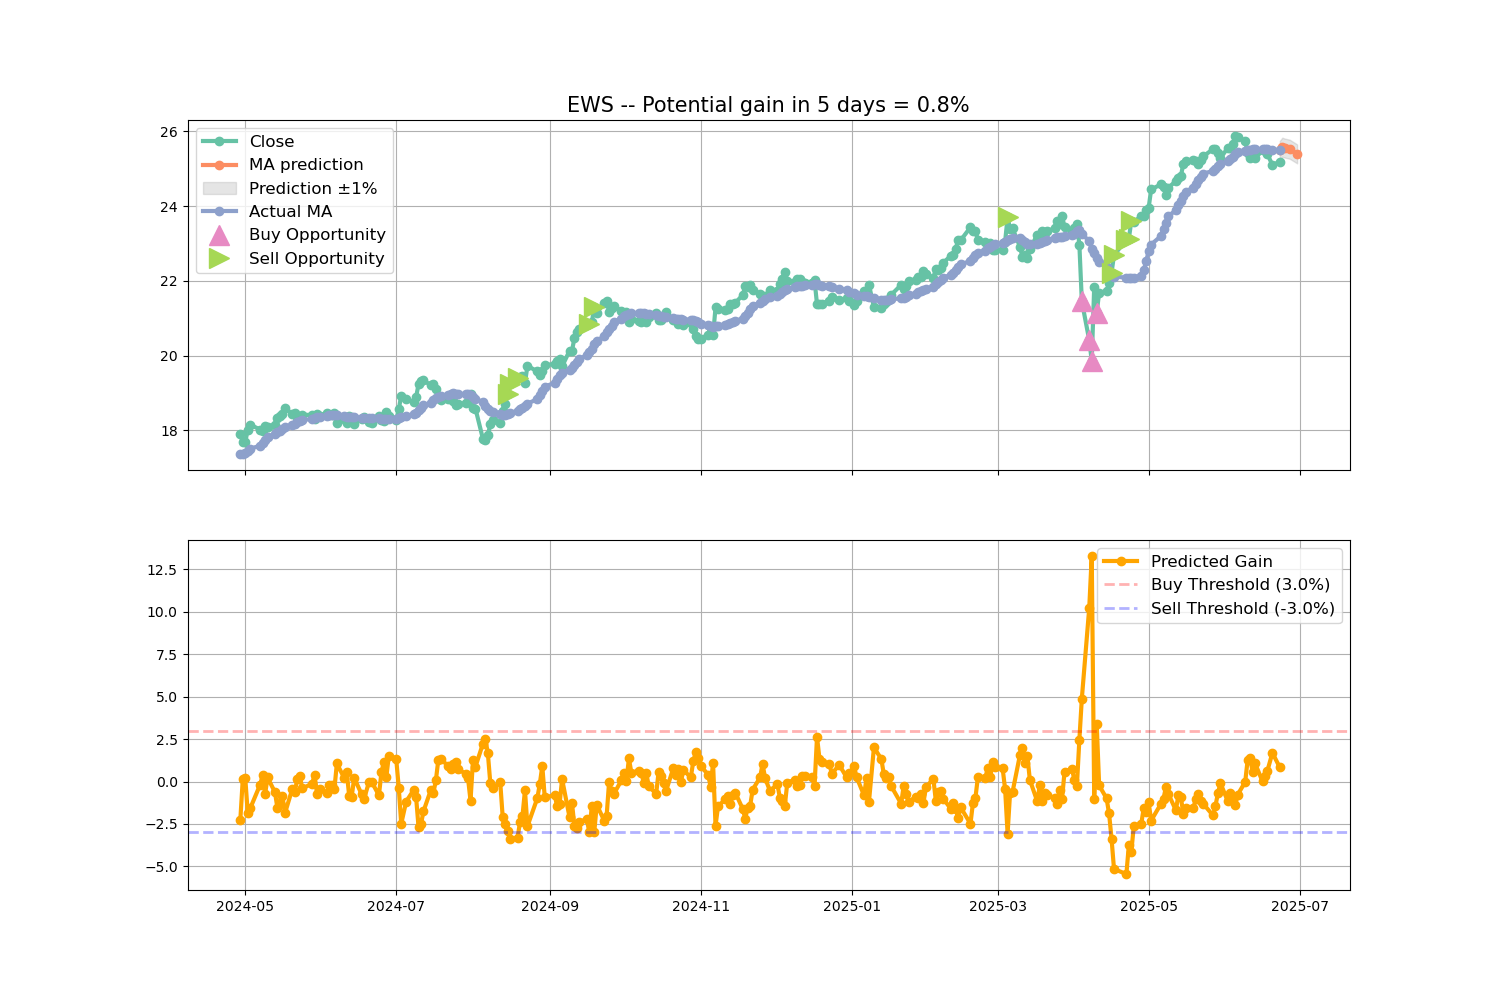 EWS -- Potential gain in 5 days = 0.8%
26
24
22
20
18
Close
MA prediction
Prediction ±1%
Actual MA
Buy Opportunity
Sell Opportunity
12.5
10.0
7.5
5.0
2.5
0.0
−2.5
−5.0
Predicted Gain
Buy Threshold (3.0%)
Sell Threshold (-3.0%)
2024-05 2024-07 2024-09 2024-11 2025-01 2025-03 2025-05 2025-07